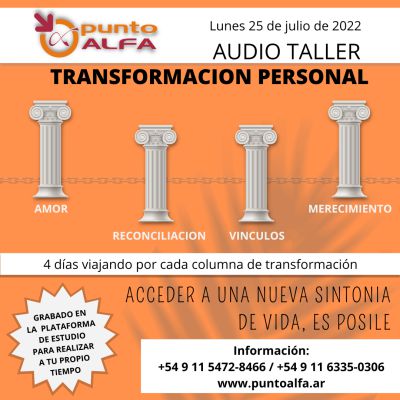 punto
ALFA
Lunes 25 de julio de 2022
AUDIO TALLER
TRANSFORMACION PERSONAL
AMOR
RECONCILIACION
VINCULOS
MERECIMIENTO
4 días viajando por cada columna de transformación
GRABADO EN
LA PLATAFORMA
DE ESTUDIO
PARA REALIZAR
A TU PROPIO
TIEMPO
ACCEDER A UNA NUEVA SINTONIA
DE VIDA, ES POSILE
Información:
+54 9 11 5472-8466 / +54 9 11 6335-0306
www.puntoalfa.ar